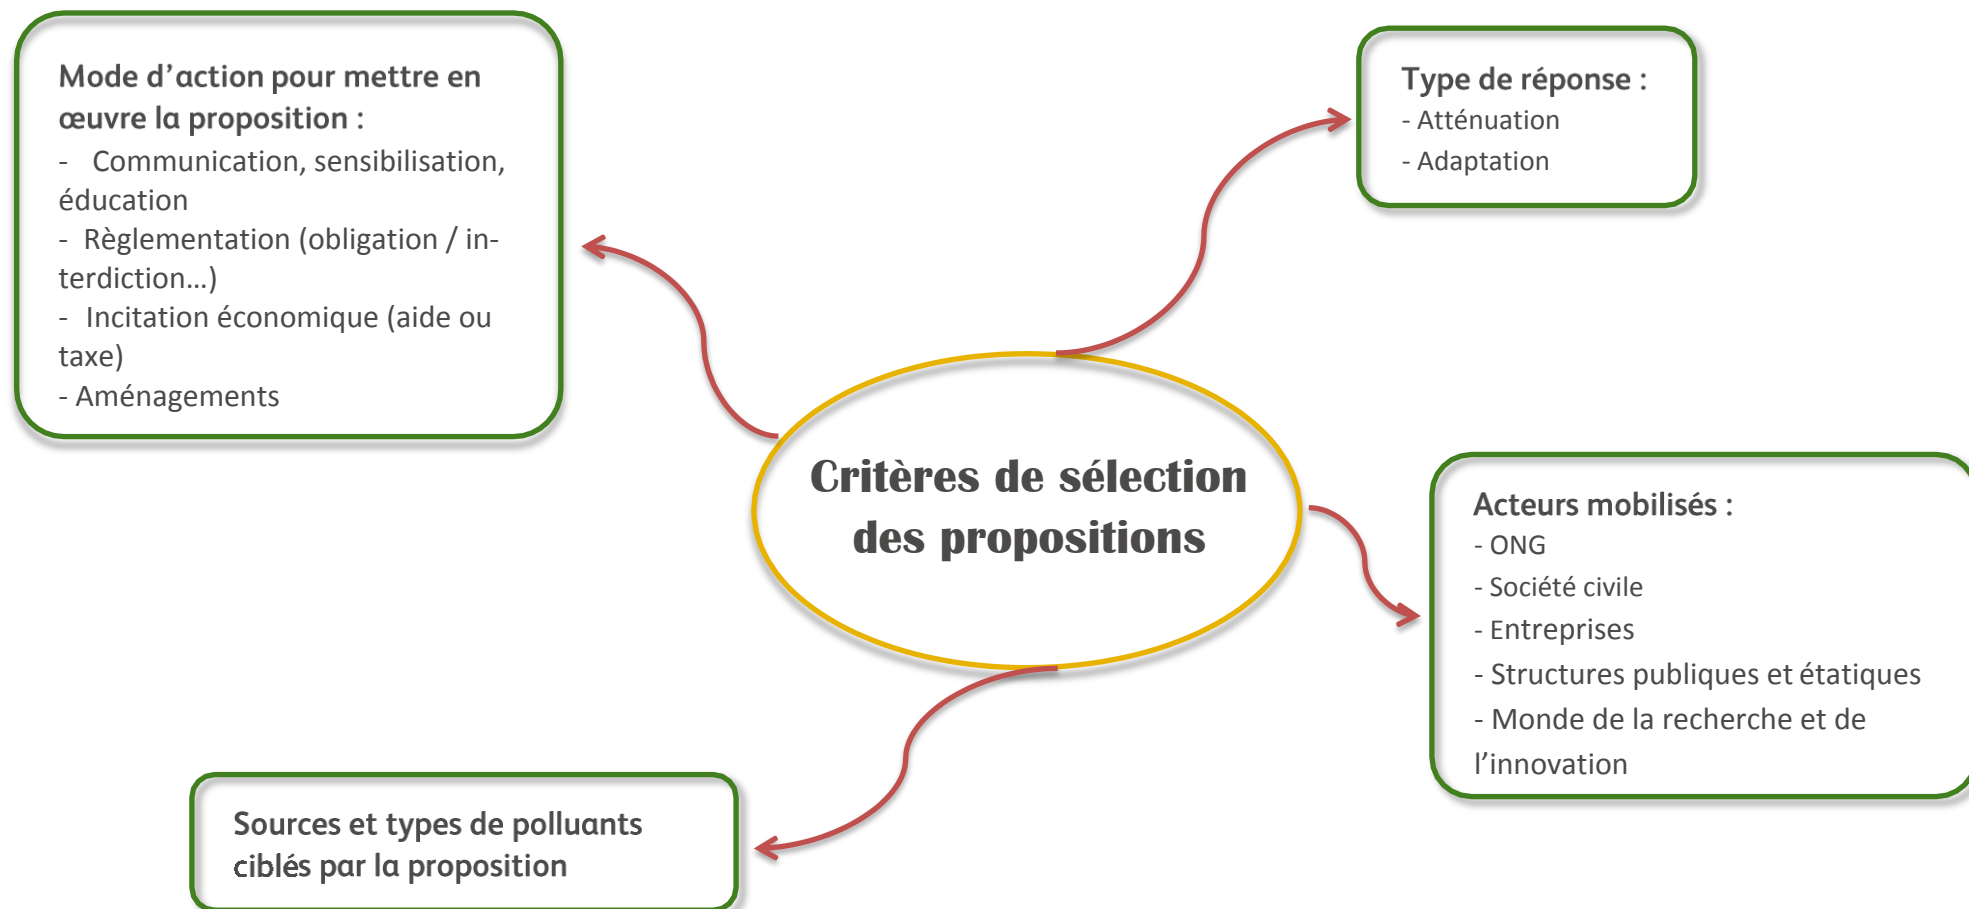 Mode d’action pour mettre en
œuvre la proposition :
- Communication, sensibilisation,
éducation
- Règlementation (obligation / in-
terdiction...)
- Incitation économique (aide ou
taxe)
- Aménagements
Type de réponse :
- Atténuation
- Adaptation
Critères de sélection
des propositions
Acteurs mobilisés :
- ONG
- Société civile
- Entreprises
- Structures publiques et étatiques
- Monde de la recherche et de
l’innovation
Sources et types de polluants
ciblés par la proposition